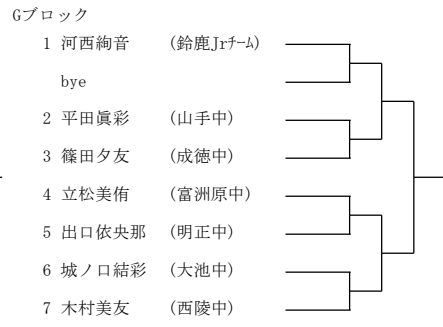 Gブロック
1 河西絢音 (鈴鹿Jrﾁｰﾑ)
bye
2 平田眞彩 (山手中)
3 篠田夕友 (成徳中)
4 立松美侑 (富洲原中)
5 出口依央那 (明正中)
6 城ノ口結彩 (大池中)
7 木村美友 (西陵中)